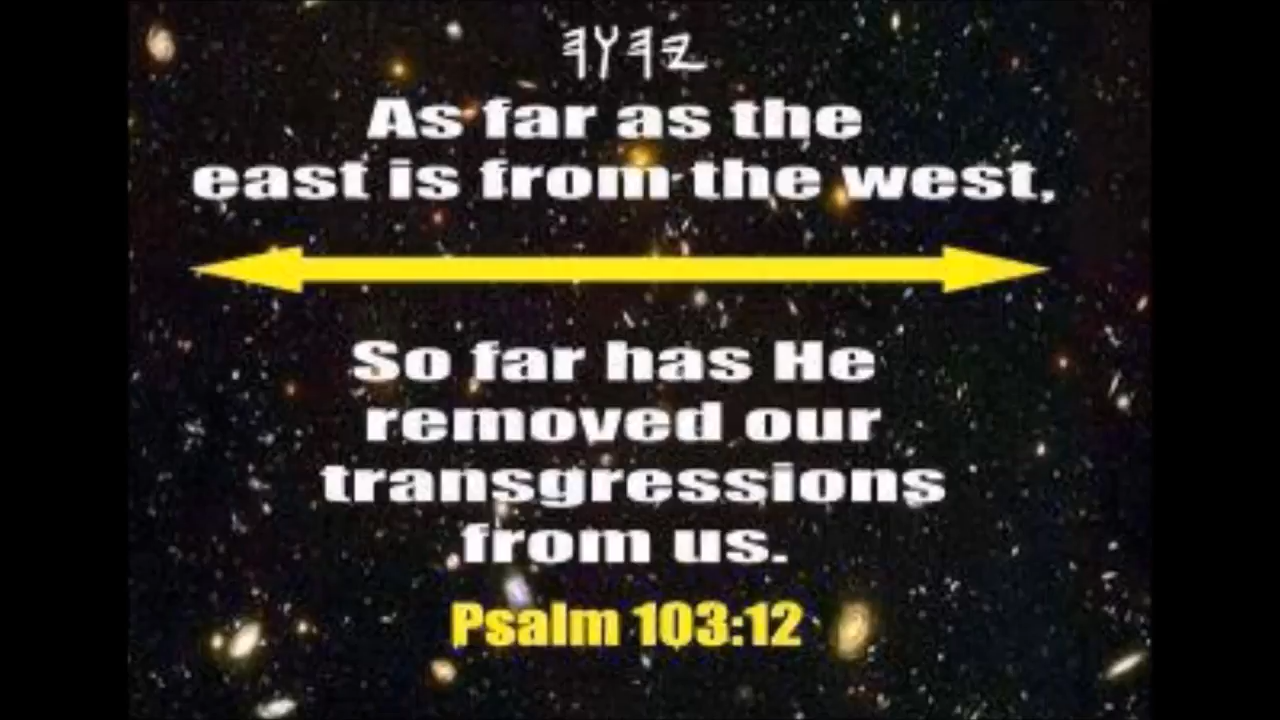 𐤉𐤄𐤅𐤄
As far as the
east is from the west,
So far has He
removed our
transgressions
from us.
Psalm 103:12